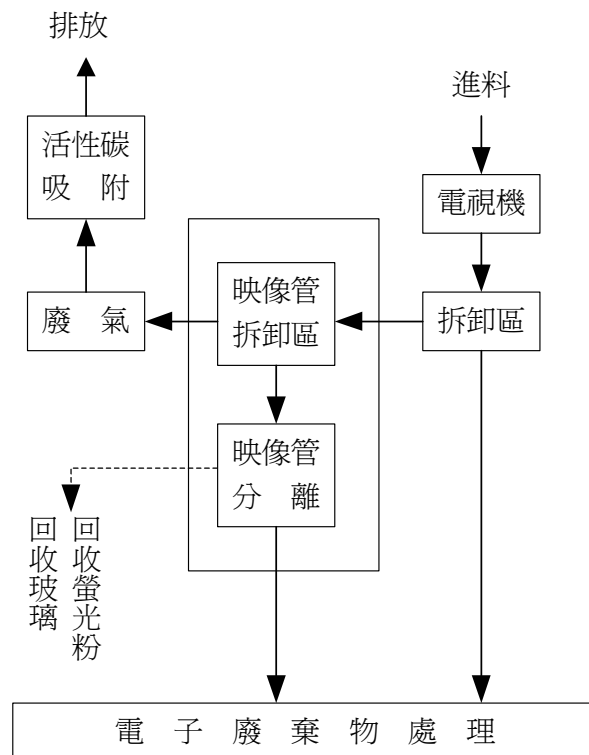 排放
進料
活性碳
吸附
電視機
廢氣
映像管
拆卸區
拆卸區
映像管
分離
回收螢光粉
回收玻璃
電子廢棄物處理